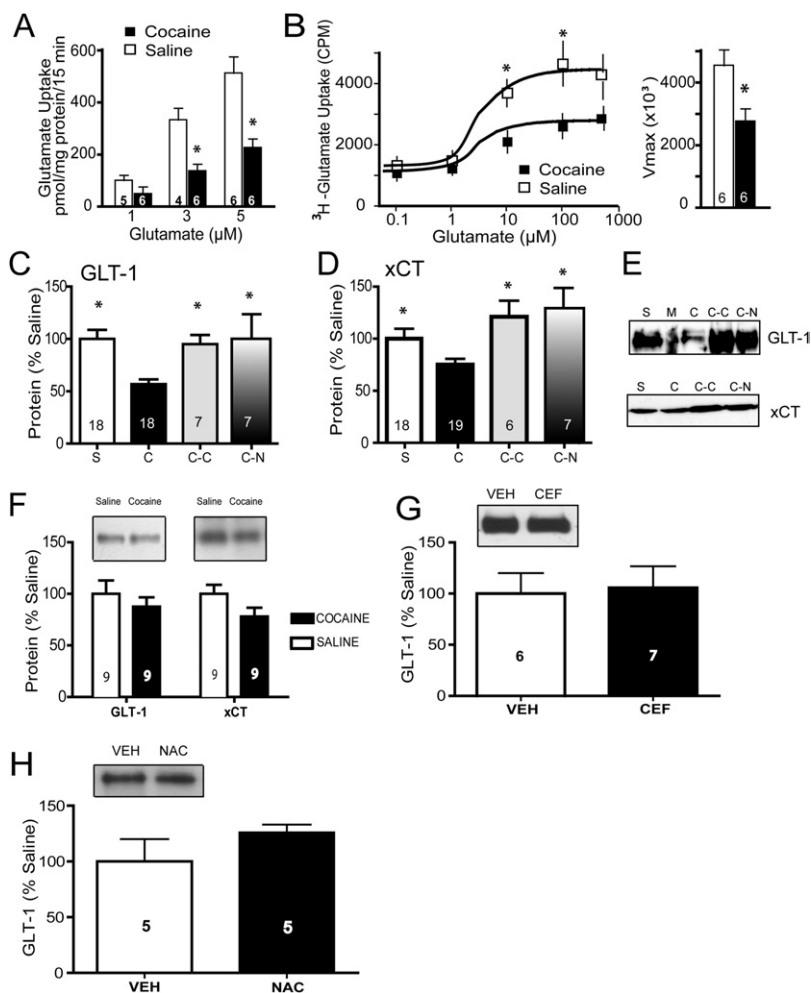 A
Cocaine
Saline
Glutamate Uptake
pmol/mg protein/15 min
600
400
200
0
5 6 4 6 6 6
* *
1 3 5
Glutamate (µM)
B
³H -Glutamate Uptake (CPM)
4000
2000
0
* *
Cocaine
Saline
0.1 1 10 100 1000
Glutamate (µM)
Vmax (x10³)
4000
2000
0
*
6 6
C
GLT-1
Protein (% Saline)
150
100
50
0
* * *
18 18 7 7
S C C-C C-N
D
xCT
Protein (% Saline)
150
100
50
0
* * *
18 19 6 7
S C C-C C-N
E
S M C C-C C-N
GLT-1
S C C-C C-N
xCT
F
Saline Cocaine Saline Cocaine
Protein (% Saline)
150
100
50
0
9 9 9 9
GLT-1 xCT
COCAINE
SALINE
G
VEH CEF
GLT-1 (% Saline)
150
100
50
0
6 7
VEH CEF
H
VEH NAC
GLT-1 (% Saline)
150
100
50
0
5 5
VEH NAC